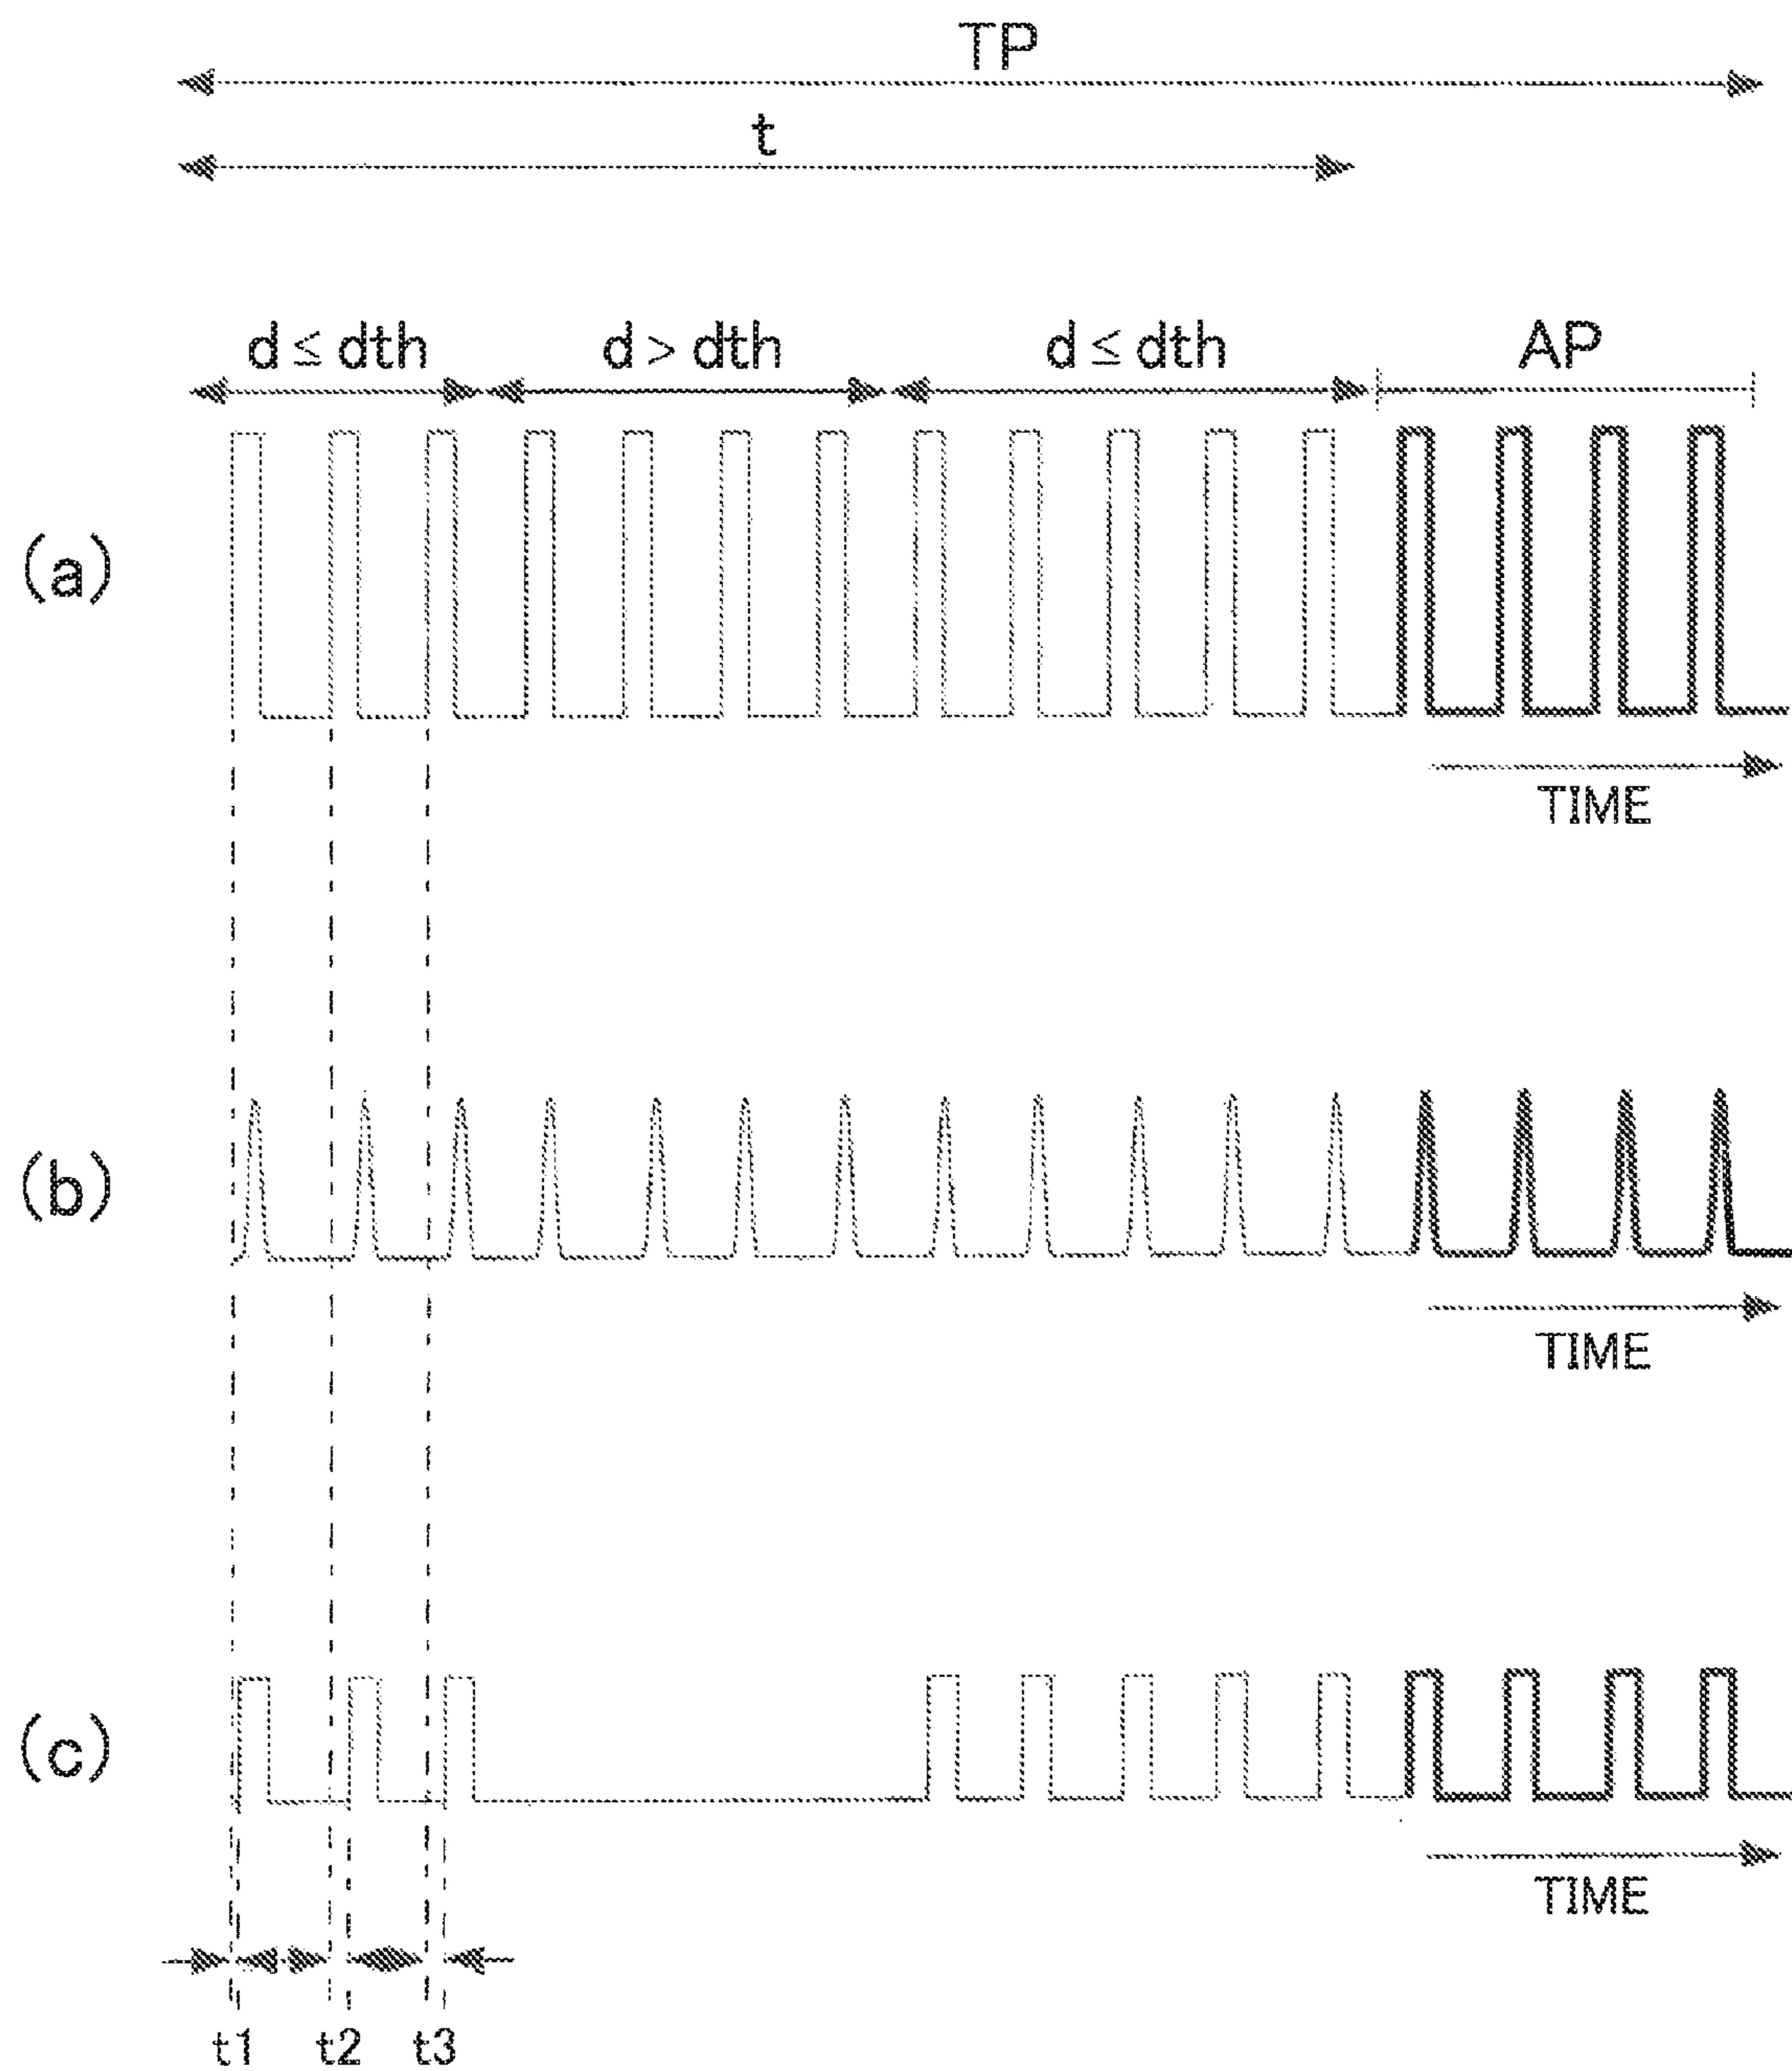 TP
t
d ≤ dth d > dth d ≤ dth AP
(a)
TIME
(b)
TIME
(c)
TIME
t1 t2 t3